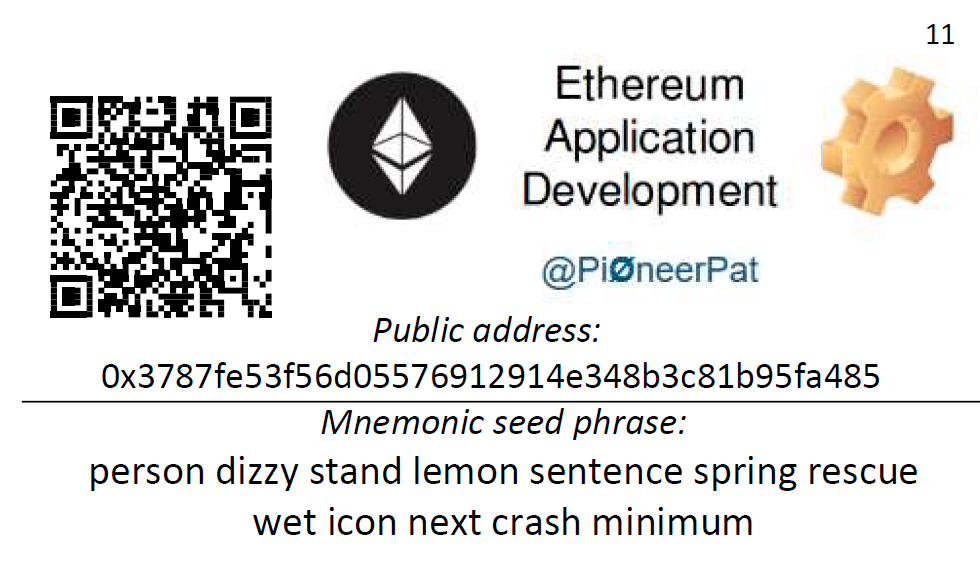 11
Ethereum
Application
Development
@PiØneerPat
Public address:
0x3787fe53f56d05576912914e348b3c81b95fa485
Mnemonic seed phrase:
person dizzy stand lemon sentence spring rescue
wet icon next crash minimum